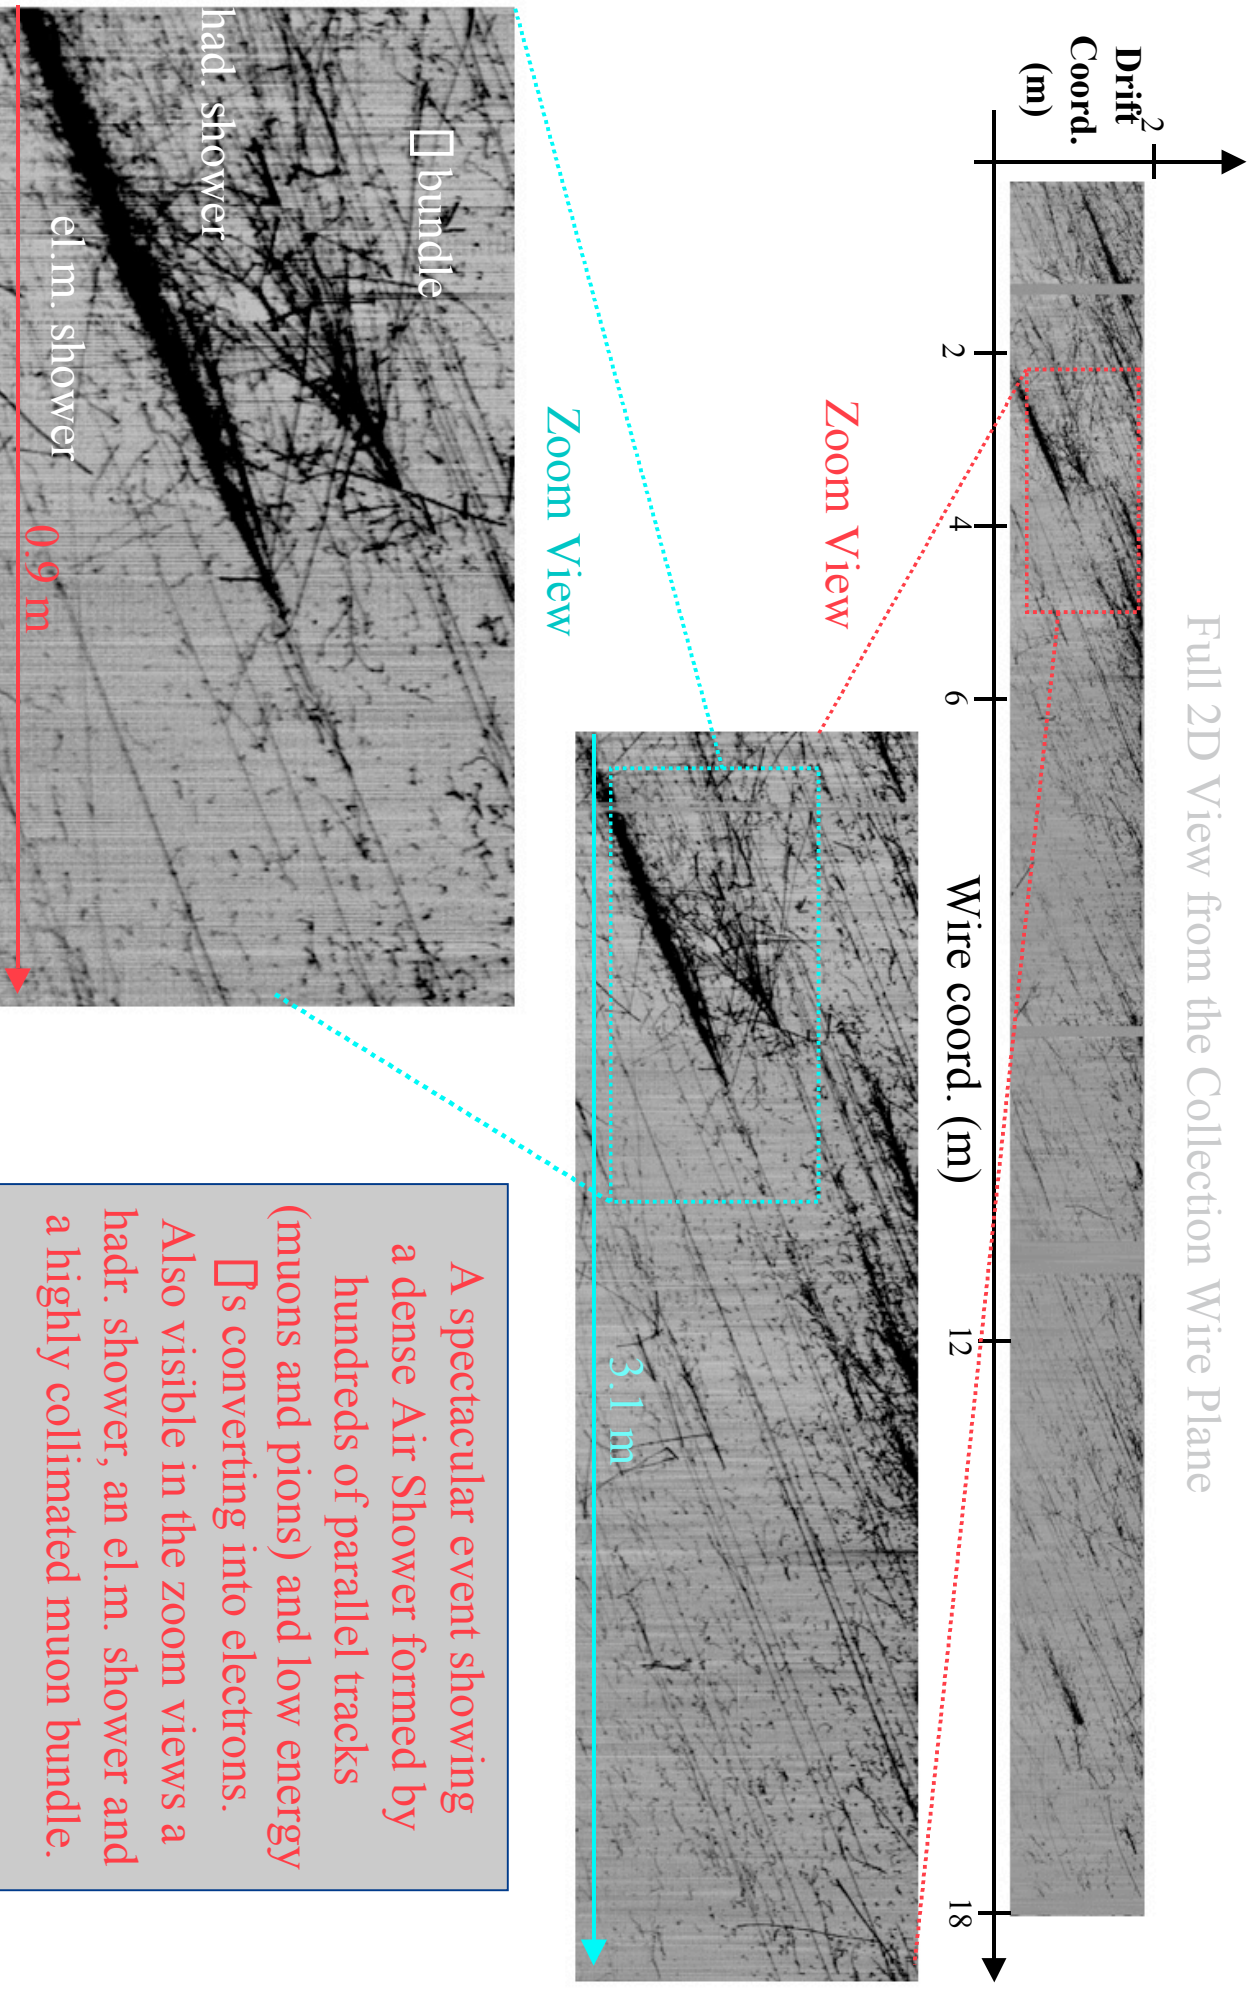 Full 2D View from the Collection Wire Plane
Drift
Coord.
(m)
2
2
4
6
12
18
Wire coord. (m)
Zoom View
Zoom View
3.1 m
□ bundle
had. shower
el.m. shower
0.9 m
A spectacular event showing
a dense Air Shower formed by
hundreds of parallel tracks
(muons and pions) and low energy
□'s converting into electrons.
Also visible in the zoom views a
hadr. shower, an el.m. shower and
a highly collimated muon bundle.